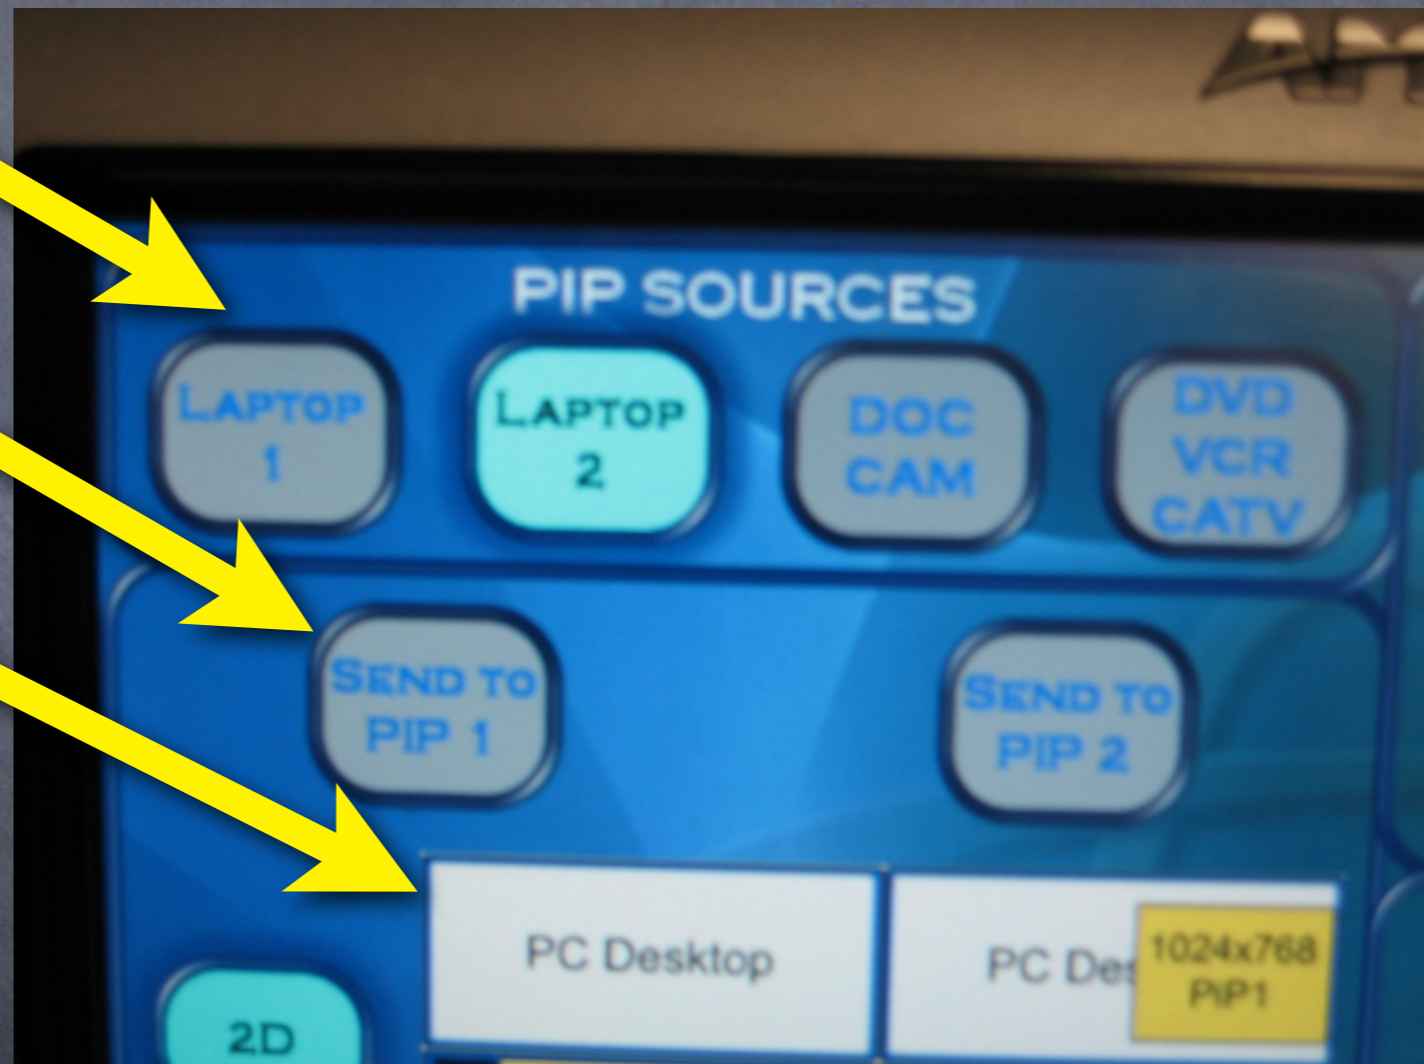 PIP SOURCES
LAPTOP
1
LAPTOP
2
DOC
CAM
DVD
VCR
CATV
SEND TO
PIP 1
SEND TO
PIP 2
PC Desktop
PC Des
1024x768
PiP1
2D